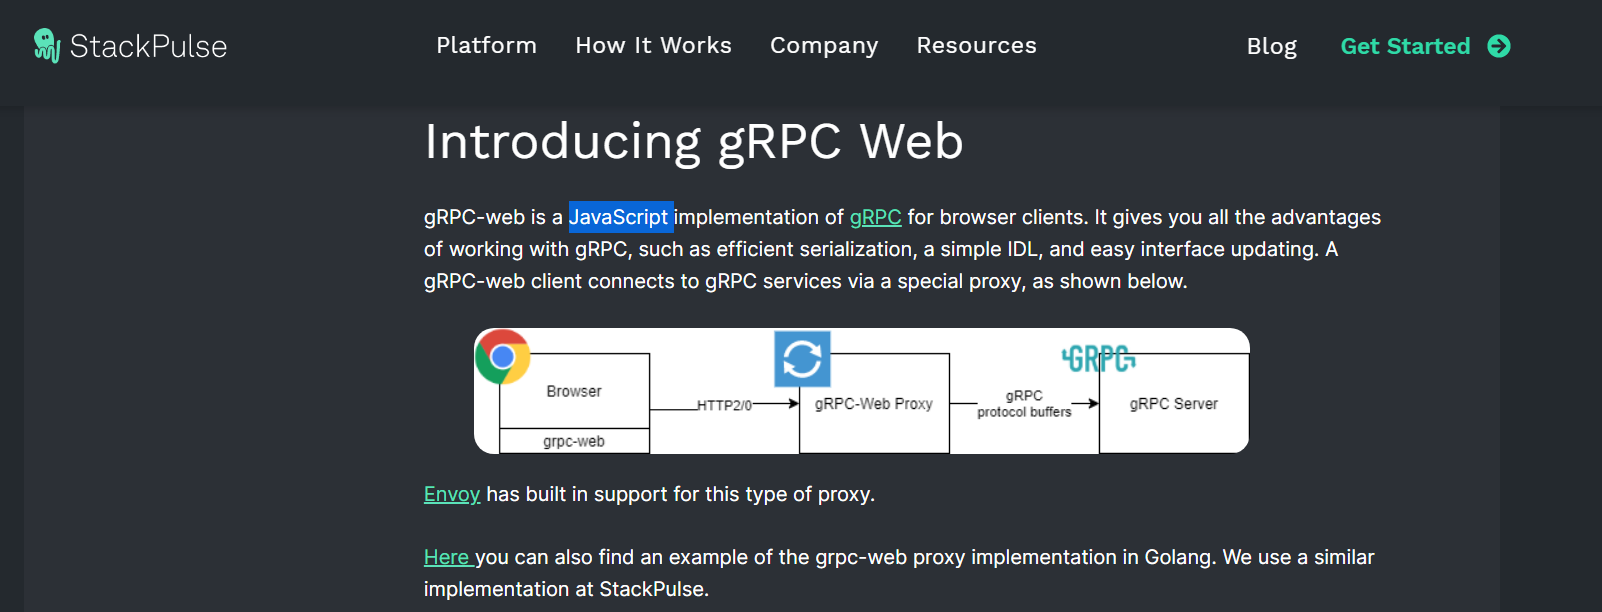 StackPulse
Platform How It Works Company Resources Blog Get Started
Introducing gRPC Web
gRPC-web is a JavaScript implementation of gRPC for browser clients. It gives you all the advantages
of working with gRPC, such as efficient serialization, a simple IDL, and easy interface updating. A
gRPC-web client connects to gRPC services via a special proxy, as shown below.
Browser
grpc-web
HTTP2/0
gRPC-Web Proxy
gRPC
protocol buffers
GRPC
gRPC Server
Envoy has built in support for this type of proxy.
Here you can also find an example of the grpc-web proxy implementation in Golang. We use a similar
implementation at StackPulse.